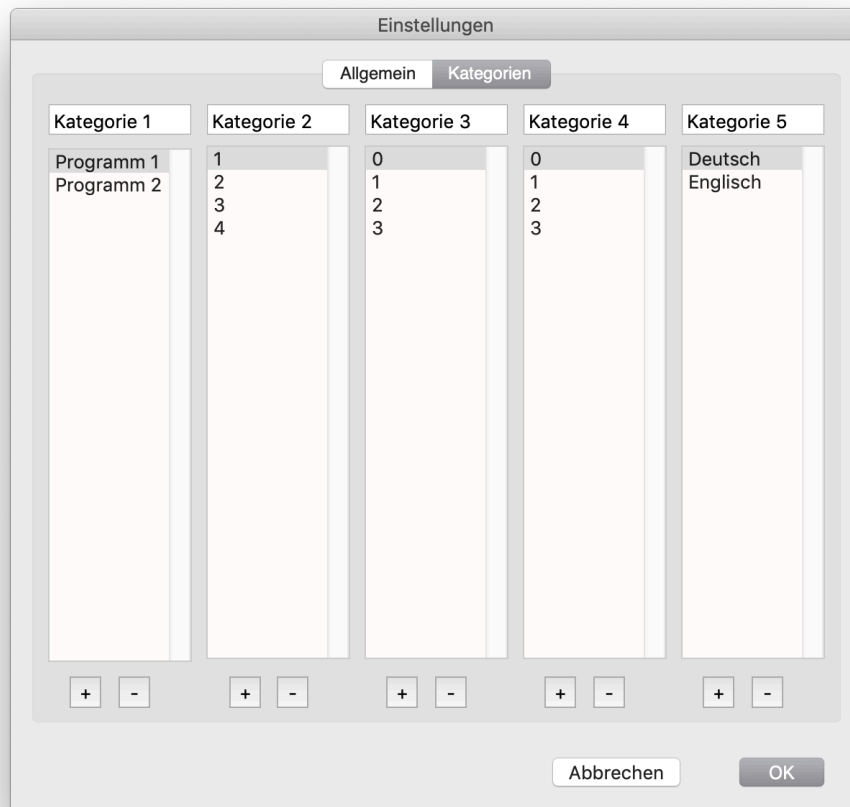 Einstellungen
Allgemein Kategorien
Kategorie 1
Programm 1
Programm 2
+ -
Kategorie 2
1
2
3
4
+ -
Kategorie 3
0
1
2
3
+ -
Kategorie 4
0
1
2
3
+ -
Kategorie 5
Deutsch
Englisch
+ -
Abbrechen OK